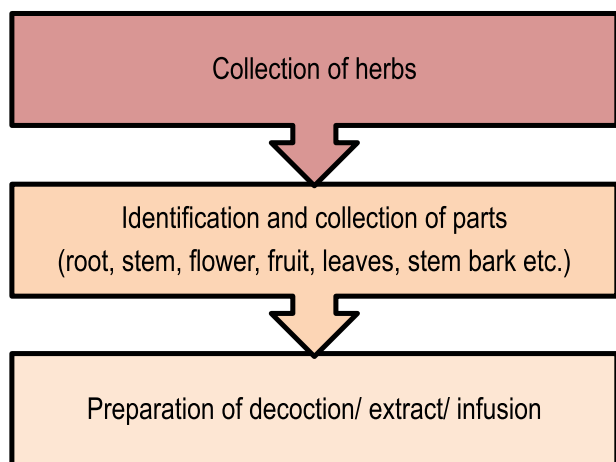 Collection of herbs
Identification and collection of parts
(root, stem, flower, fruit, leaves, stem bark etc.)
Preparation of decoction/ extract/ infusion